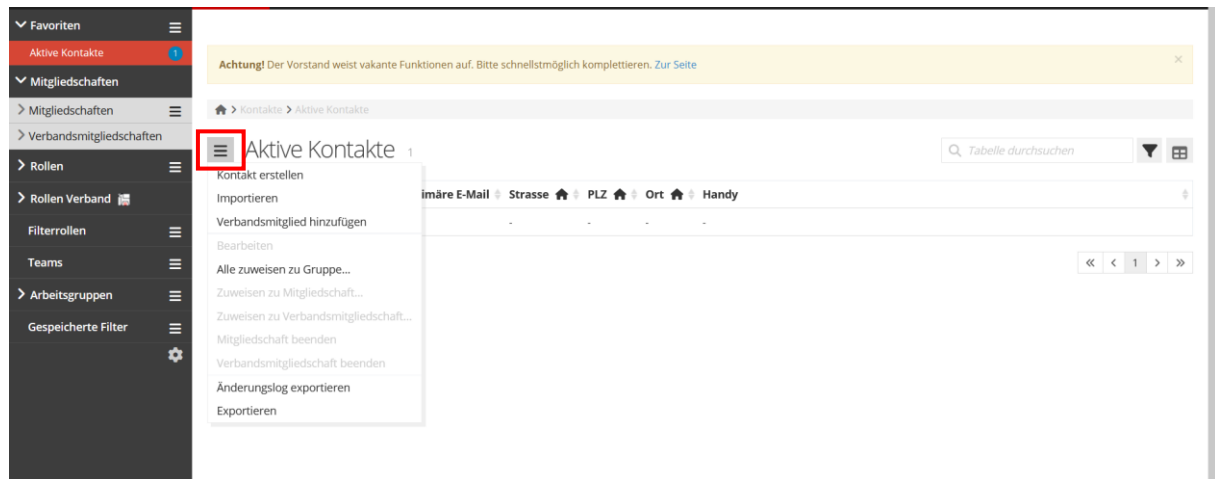 Favoriten
Aktive Kontakte 1
Mitgliedschaften
Mitgliedschaften
Verbandsmitgliedschaften
Rollen
Rollen Verband
Filterrollen
Teams
Arbeitsgruppen
Gespeicherte Filter
Achtung! Der Vorstand weist vakante Funktionen auf. Bitte schnellstmöglich komplettieren. Zur Seite ×
> Kontakte > Aktive Kontakte
Aktive Kontakte 1
Tabelle durchsuchen
Kontakt erstellen
Importieren
Verbandsmitglied hinzufügen
Bearbeiten
Alle zuweisen zu Gruppe...
Zuweisen zu Mitgliedschaft...
Zuweisen zu Verbandsmitgliedschaft...
Mitgliedschaft beenden
Verbandsmitgliedschaft beenden
Änderungslog exportieren
Exportieren
imäre E-Mail Strasse PLZ Ort Handy
- - - -
« < 1 > »